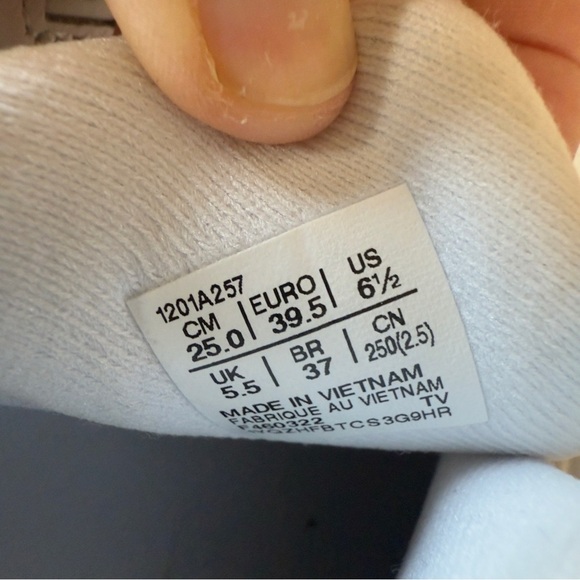 1201A257
CM | EURO | US
25.0 | 39.5 | 6½
UK | BR | CN
5.5 | 37 | 250(2.5)
MADE IN VIETNAM
FABRIQUE AU VIETNAM
F460322 TV